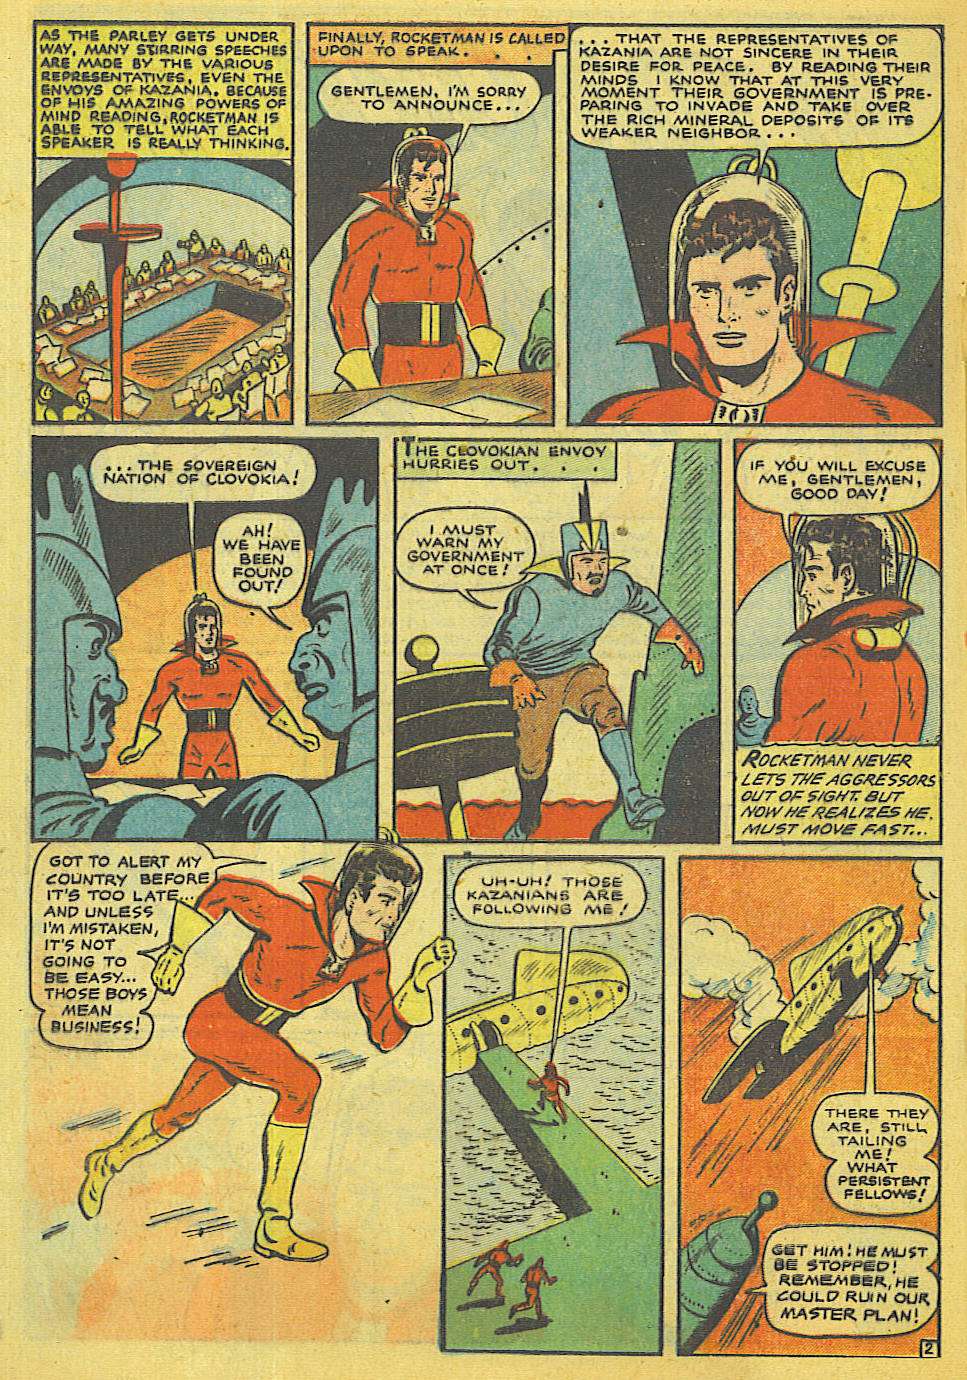 AS THE PARLEY GETS UNDER
WAY, MANY STIRRING SPEECHES
ARE MADE BY THE VARIOUS
REPRESENTATIVES, EVEN THE
ENVOYS OF KAZANIA. BECAUSE
OF HIS AMAZING POWERS OF
MIND READING, ROCKETMAN IS
ABLE TO TELL WHAT EACH
SPEAKER IS REALLY THINKING.
FINALLY, ROCKETMAN IS CALLED
UPON TO SPEAK. . .
GENTLEMEN, I'M SORRY
TO ANNOUNCE...
...THAT THE REPRESENTATIVES OF
KAZANIA ARE NOT SINCERE IN THEIR
DESIRE FOR PEACE. BY READING THEIR
MINDS I KNOW THAT AT THIS VERY
MOMENT THEIR GOVERNMENT IS PRE-
PARING TO INVADE AND TAKE OVER
THE RICH MINERAL DEPOSITS OF ITS
WEAKER NEIGHBOR...
...THE SOVEREIGN
NATION OF CLOVOKIA!
AH!
WE HAVE
BEEN
FOUND
OUT!
THE CLOVOKIAN ENVOY
HURRIES OUT. . .
I MUST
WARN MY
GOVERNMENT
AT ONCE!
IF YOU WILL EXCUSE
ME, GENTLEMEN,
GOOD DAY!
ROCKETMAN NEVER
LETS THE AGGRESSORS
OUT OF SIGHT. BUT
NOW HE REALIZES HE
MUST MOVE FAST...
GOT TO ALERT MY
COUNTRY BEFORE
IT'S TOO LATE...
AND UNLESS
I'M MISTAKEN,
IT'S NOT
GOING TO
BE EASY...
THOSE BOYS
MEAN
BUSINESS!
UH-UH! THOSE
KAZANIANS ARE
FOLLOWING ME!
THERE THEY
ARE, STILL
TAILING
ME!
WHAT
PERSISTENT
FELLOWS!
GET HIM! HE MUST
BE STOPPED!
REMEMBER, HE
COULD RUIN OUR
MASTER PLAN!
2